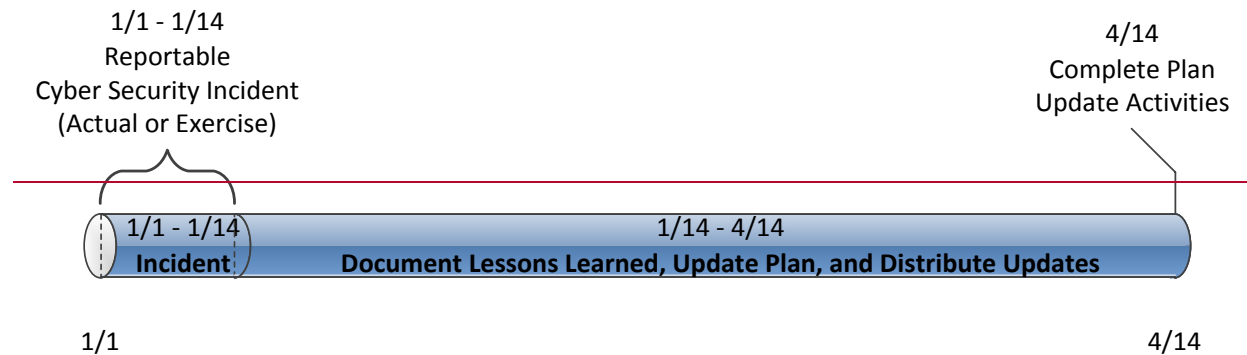 1/1 - 1/14
Reportable
Cyber Security Incident
(Actual or Exercise)
4/14
Complete Plan
Update Activities
1/1 - 1/14
Incident
1/14 - 4/14
Document Lessons Learned, Update Plan, and Distribute Updates
1/1
4/14